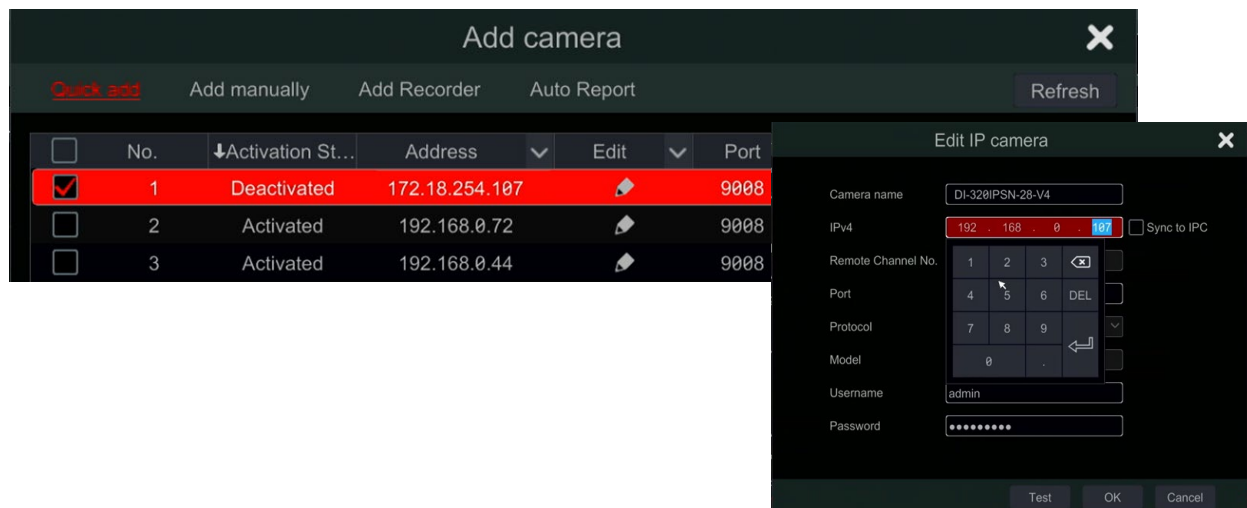 Add camera
Quick add Add manually Add Recorder Auto Report Refresh
No. Activation St... Address Edit Port
1 Deactivated 172.18.254.107 9008
2 Activated 192.168.0.72 9008
3 Activated 192.168.0.44 9008
Edit IP camera
Camera name DI-320IPSN-28-V4
IPv4 192 . 168 . 0 . 107 Sync to IPC
Remote Channel No.
1 2 3
Port
4 5 6 DEL
Protocol
7 8 9
Model
0 .
Username admin
Password •••••••••
Test OK Cancel